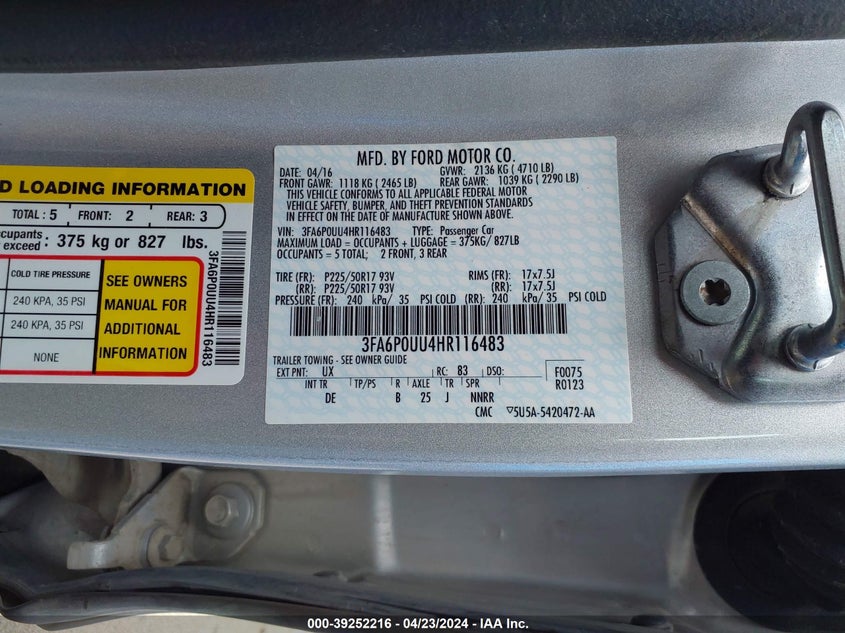 D LOADING INFORMATION
TOTAL : 5 FRONT: 2 REAR: 3
cupants
exceed : 375 kg or 827 lbs.
COLD TIRE PRESSURE
240 KPA, 35 PSI
240 KPA, 35 PSI
NONE
SEE OWNERS
MANUAL FOR
ADDITIONAL
INFORMATION
3FA6P0UU4HR116483
MFD. BY FORD MOTOR CO.
DATE: 04/16 GVWR: 2136 KG ( 4710 LB)
FRONT GAWR: 1118 KG ( 2465 LB) REAR GAWR: 1039 KG ( 2290 LB)
THIS VEHICLE CONFORMS TO ALL APPLICABLE FEDERAL MOTOR
VEHICLE SAFETY, BUMPER, AND THEFT PREVENTION STANDARDS
IN EFFECT ON THE DATE OF MANUFACTURE SHOWN ABOVE.
VIN: 3FA6P0UU4HR116483 TYPE: Passenger Car
MAXIMUM LOAD = OCCUPANTS + LUGGAGE = 375KG/ 827LB
OCCUPANTS = 5 TOTAL; 2 FRONT, 3 REAR
TIRE (FR): P225/50R17 93V RIMS (FR): 17x7.5J
(RR): P225/50R17 93V (RR): 17x7.5J
PRESSURE (FR): 240 kPa/ 35 PSI COLD (RR): 240 kPa/ 35 PSI COLD
3FA6P0UU4HR116483
TRAILER TOWING - SEE OWNER GUIDE
EXT PNT: UX RC: 83 DSO: F0075
INT TR TP/PS R AXLE TR SPR R0123
DE B 25 J NNRR
CMC ▽5U5A-5420472-AA
000-39252216 - 04/23/2024 - IAA Inc.